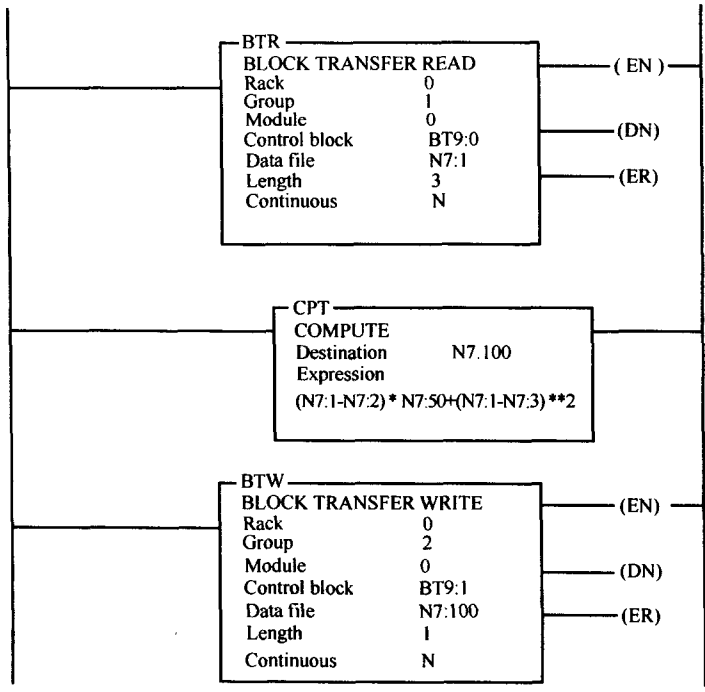 BTR
BLOCK TRANSFER READ
( EN )
Rack 0
Group 1
Module 0
(DN)
Control block BT9:0
Data file N7:1
(ER)
Length 3
Continuous N
CPT
COMPUTE
Destination N7.100
Expression
(N7:1-N7:2) * N7:50+(N7:1-N7:3) **2
BTW
BLOCK TRANSFER WRITE
(EN)
Rack 0
Group 2
Module 0
(DN)
Control block BT9:1
Data file N7:100
(ER)
Length 1
Continuous N